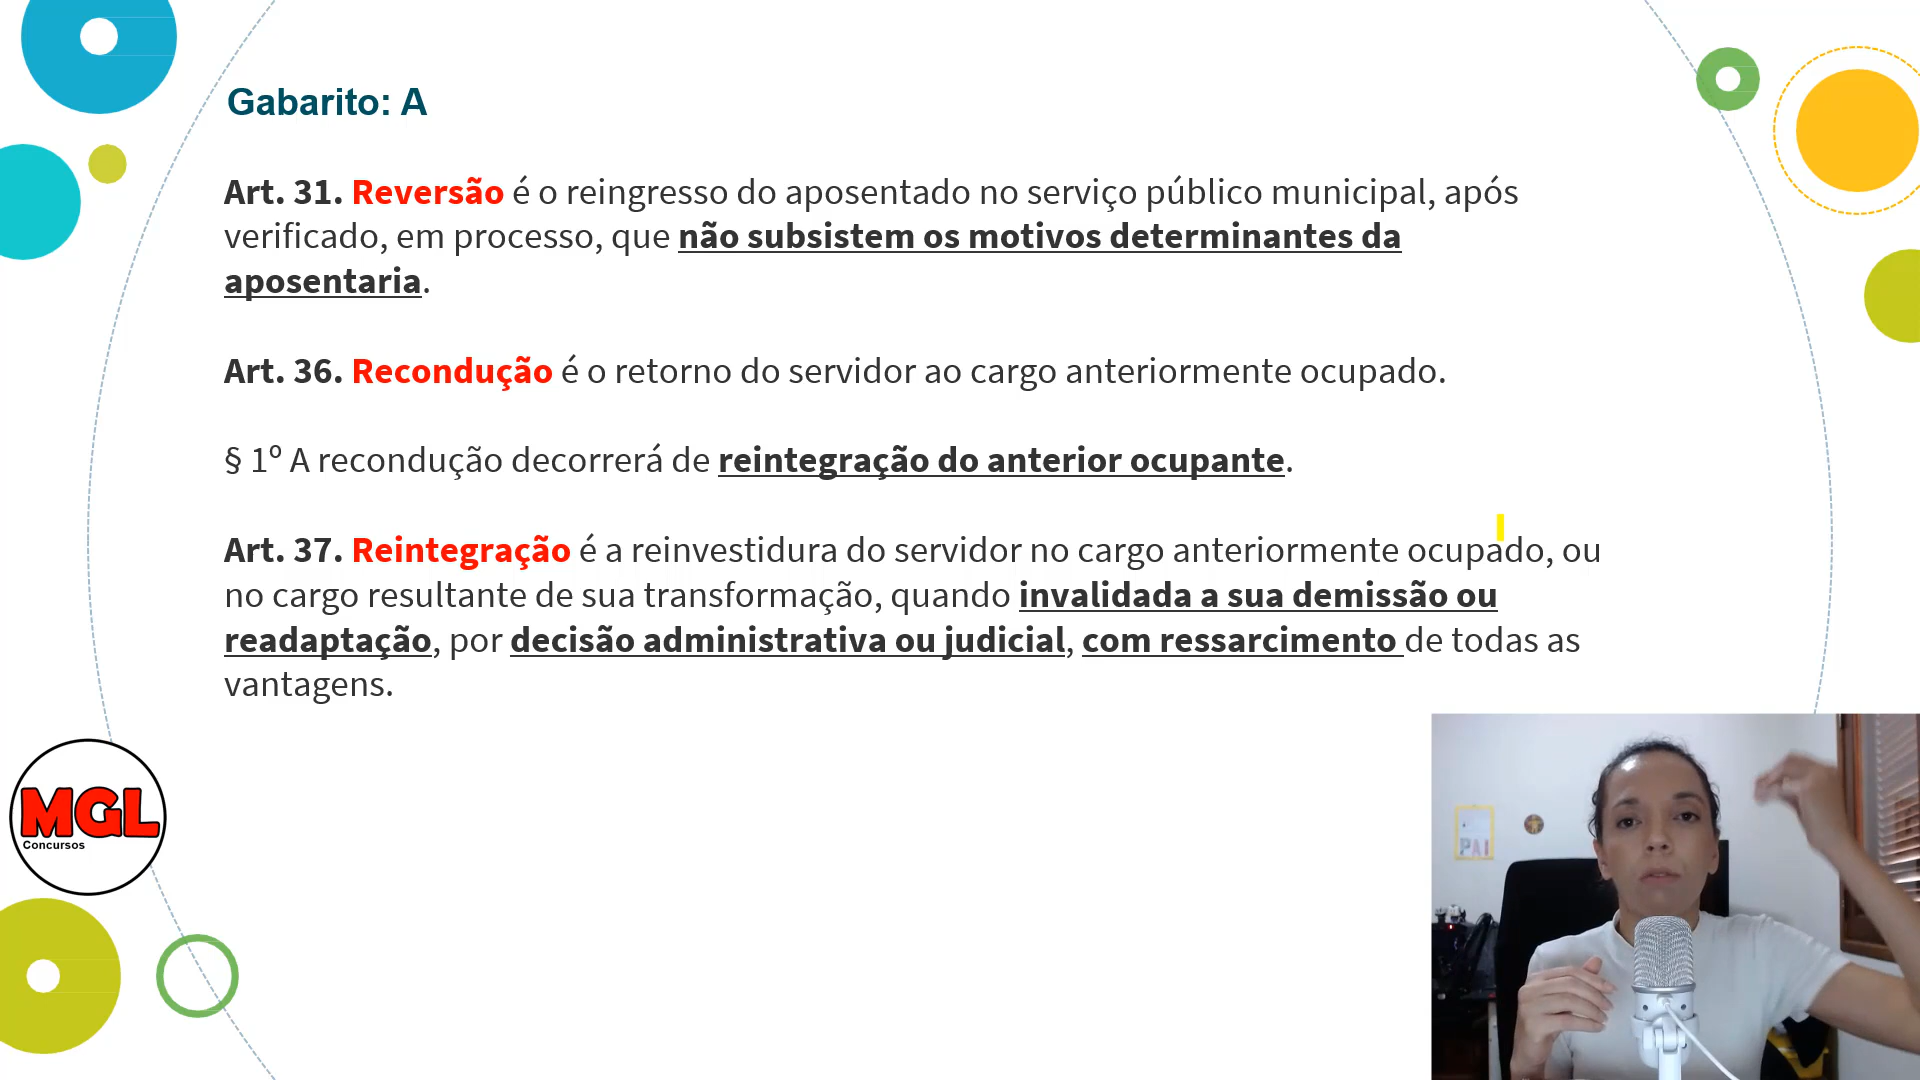 Gabarito: A
Art. 31. Reversão é o reingresso do aposentado no serviço público municipal, após
verificado, em processo, que não subsistem os motivos determinantes da
aposentaria.
Art. 36. Recondução é o retorno do servidor ao cargo anteriormente ocupado.
§ 1º A recondução decorrerá de reintegração do anterior ocupante.
Art. 37. Reintegração é a reinvestidura do servidor no cargo anteriormente ocupado, ou
no cargo resultante de sua transformação, quando invalidada a sua demissão ou
readaptação, por decisão administrativa ou judicial, com ressarcimento de todas as
vantagens.
MGL
Concursos
PAI